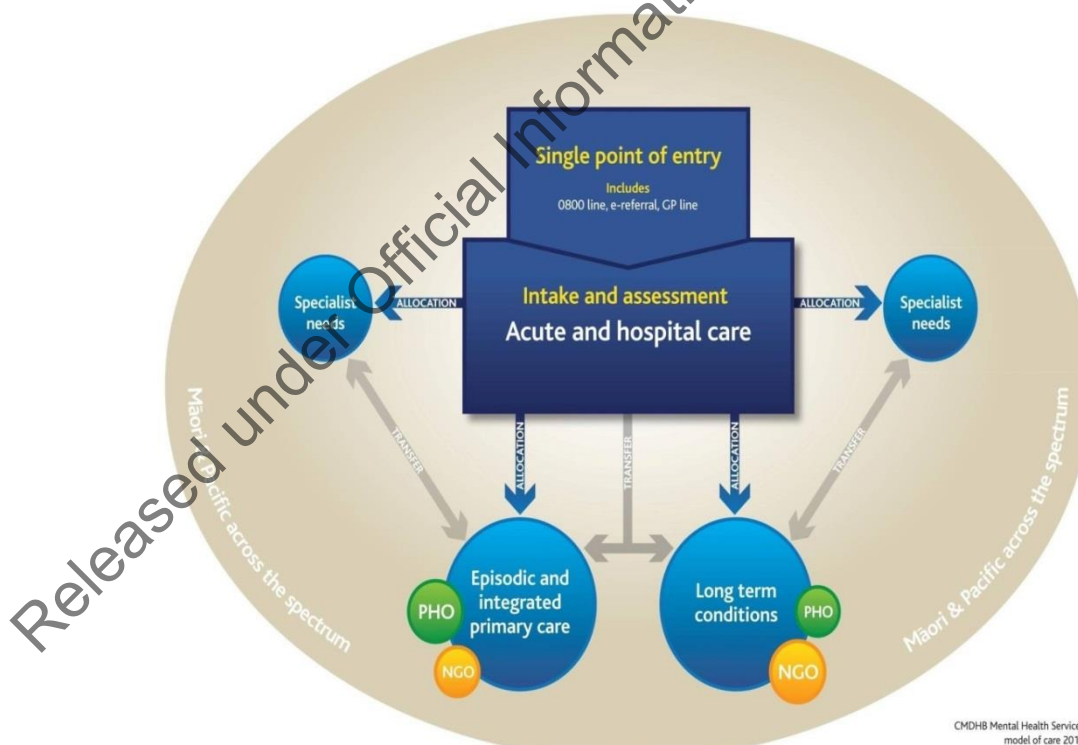 Released under Official Informati
Single point of entry
Includes
0800 line, e-referral, GP line
Intake and assessment
Acute and hospital care
ALLOCATION
ALLOCATION
Specialist
needs
Specialist
needs
ALLOCATION
ALLOCATION
TRANSFER
TRANSFER
TRANSFER
Māori & Pacific across the spectrum
Māori & Pacific across the spectrum
Episodic and
integrated
primary care
PHO
NGO
Long term
conditions
PHO
NGO
CMDHB Mental Health Service
model of care 201